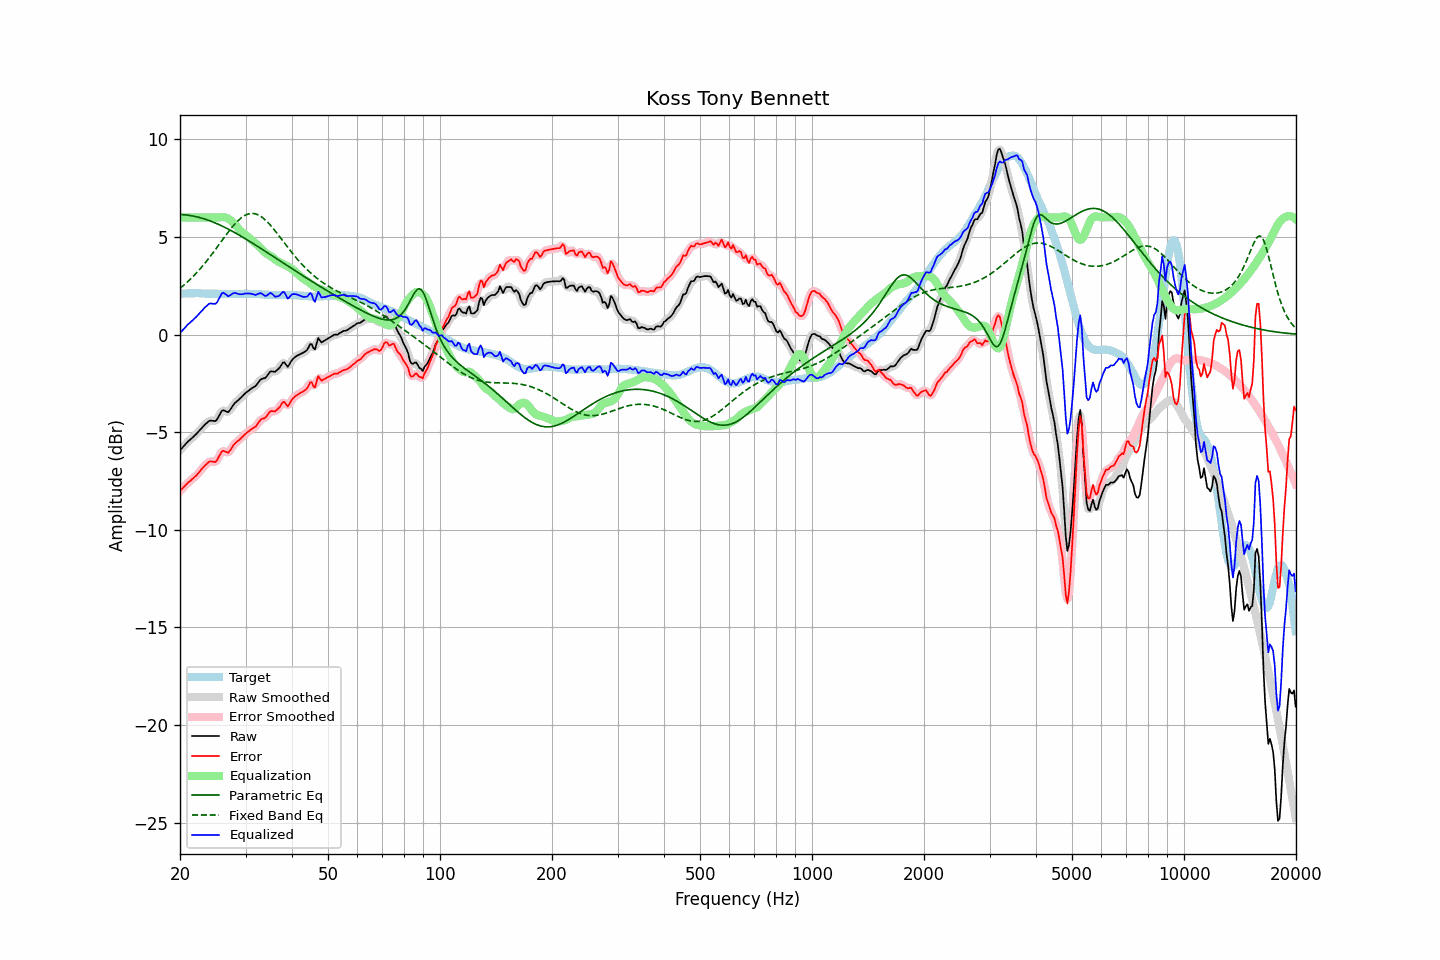 Koss Tony Bennett
Amplitude (dBr)
10
5
0
−5
−10
−15
−20
−25
Target
Raw Smoothed
Error Smoothed
Raw
Error
Equalization
Parametric Eq
Fixed Band Eq
Equalized
20 50 100 200 500 1000 2000 5000 10000 20000
Frequency (Hz)